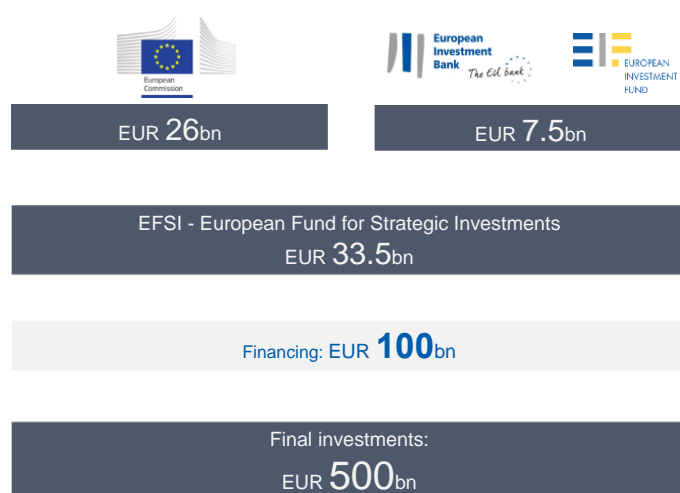 European
Commission
European
Investment
Bank The EU bank
EUROPEAN
INVESTMENT
FUND
EUR 26bn
EUR 7.5bn
EFSI - European Fund for Strategic Investments
EUR 33.5bn
Financing: EUR 100bn
Final investments:
EUR 500bn